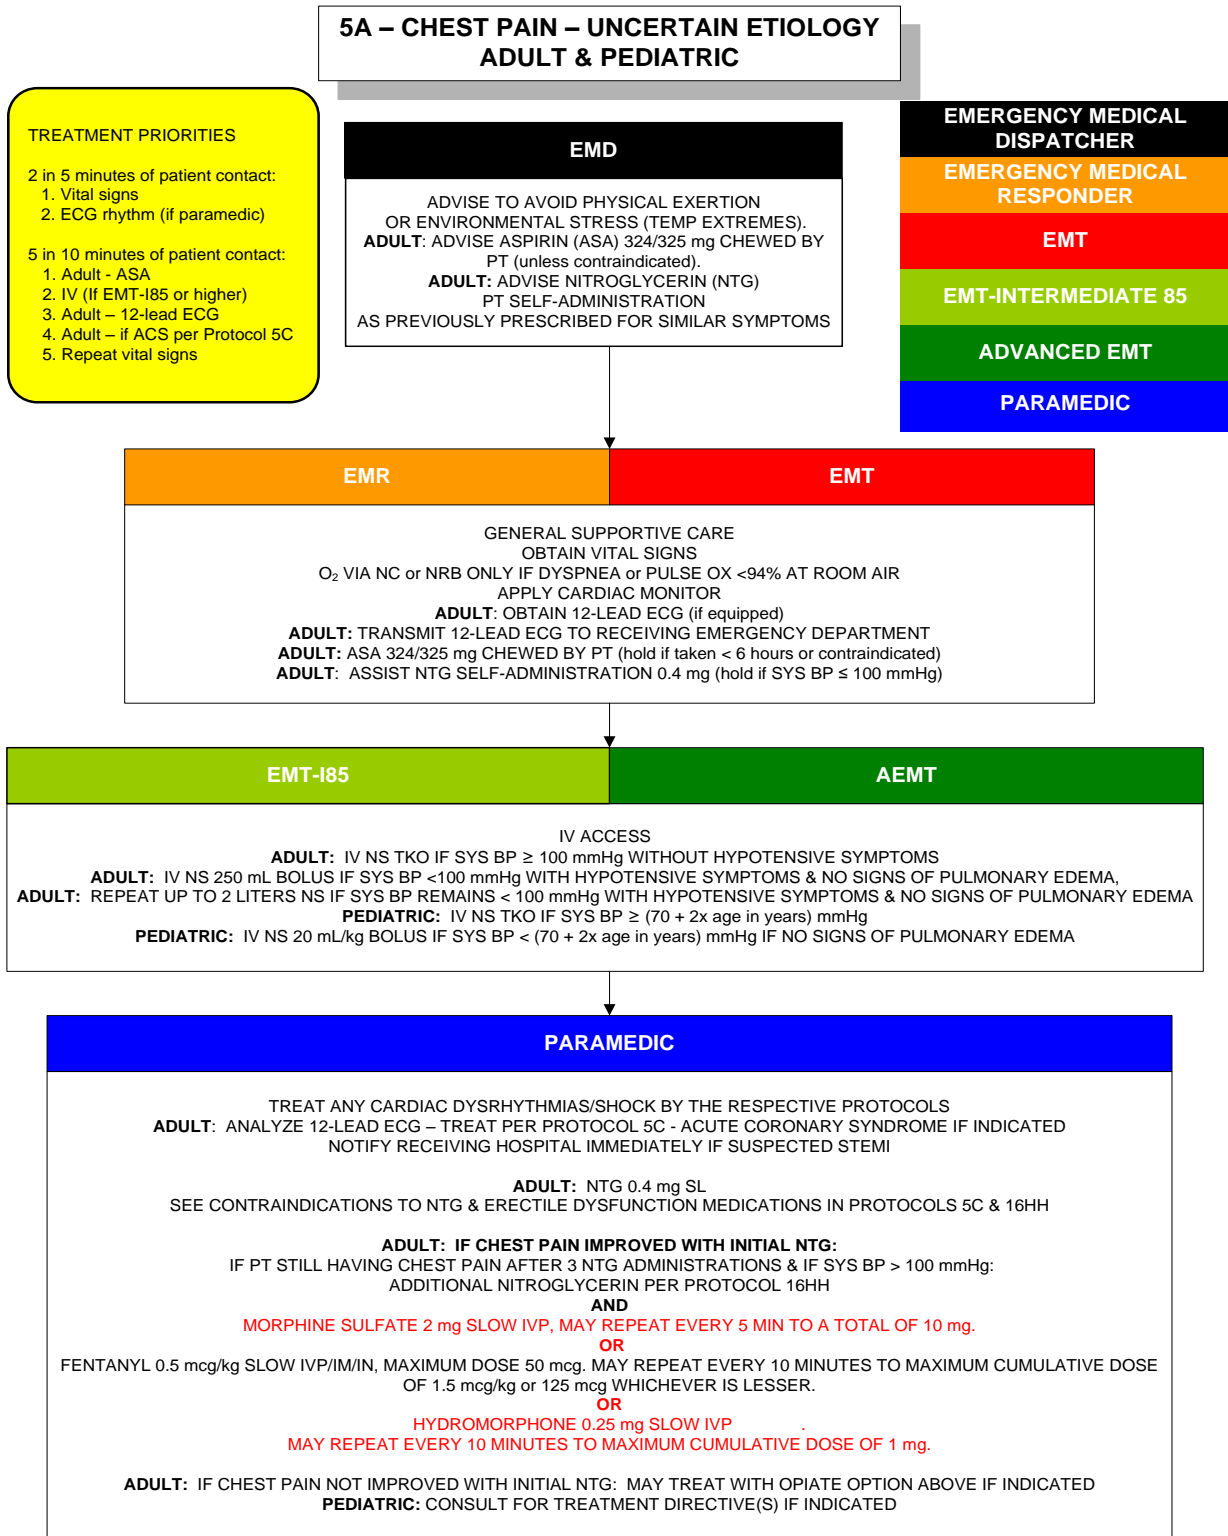 5A – CHEST PAIN – UNCERTAIN ETIOLOGY
ADULT & PEDIATRIC
TREATMENT PRIORITIES
2 in 5 minutes of patient contact:
1. Vital signs
2. ECG rhythm (if paramedic)
5 in 10 minutes of patient contact:
1. Adult - ASA
2. IV (If EMT-I85 or higher)
3. Adult – 12-lead ECG
4. Adult – if ACS per Protocol 5C
5. Repeat vital signs
EMD
ADVISE TO AVOID PHYSICAL EXERTION
OR ENVIRONMENTAL STRESS (TEMP EXTREMES).
ADULT: ADVISE ASPIRIN (ASA) 324/325 mg CHEWED BY
PT (unless contraindicated).
ADULT: ADVISE NITROGLYCERIN (NTG)
PT SELF-ADMINISTRATION
AS PREVIOUSLY PRESCRIBED FOR SIMILAR SYMPTOMS
EMERGENCY MEDICAL
DISPATCHER
EMERGENCY MEDICAL
RESPONDER
EMT
EMT-INTERMEDIATE 85
ADVANCED EMT
PARAMEDIC
EMR
EMT
GENERAL SUPPORTIVE CARE
OBTAIN VITAL SIGNS
O₂ VIA NC or NRB ONLY IF DYSPNEA or PULSE OX <94% AT ROOM AIR
APPLY CARDIAC MONITOR
ADULT: OBTAIN 12-LEAD ECG (if equipped)
ADULT: TRANSMIT 12-LEAD ECG TO RECEIVING EMERGENCY DEPARTMENT
ADULT: ASA 324/325 mg CHEWED BY PT (hold if taken < 6 hours or contraindicated)
ADULT: ASSIST NTG SELF-ADMINISTRATION 0.4 mg (hold if SYS BP ≤ 100 mmHg)
EMT-I85
AEMT
IV ACCESS
ADULT: IV NS TKO IF SYS BP ≥ 100 mmHg WITHOUT HYPOTENSIVE SYMPTOMS
ADULT: IV NS 250 mL BOLUS IF SYS BP <100 mmHg WITH HYPOTENSIVE SYMPTOMS & NO SIGNS OF PULMONARY EDEMA,
ADULT: REPEAT UP TO 2 LITERS NS IF SYS BP REMAINS < 100 mmHg WITH HYPOTENSIVE SYMPTOMS & NO SIGNS OF PULMONARY EDEMA
PEDIATRIC: IV NS TKO IF SYS BP ≥ (70 + 2x age in years) mmHg
PEDIATRIC: IV NS 20 mL/kg BOLUS IF SYS BP < (70 + 2x age in years) mmHg IF NO SIGNS OF PULMONARY EDEMA
PARAMEDIC
TREAT ANY CARDIAC DYSRHYTHMIAS/SHOCK BY THE RESPECTIVE PROTOCOLS
ADULT: ANALYZE 12-LEAD ECG – TREAT PER PROTOCOL 5C - ACUTE CORONARY SYNDROME IF INDICATED
NOTIFY RECEIVING HOSPITAL IMMEDIATELY IF SUSPECTED STEMI
ADULT: NTG 0.4 mg SL
SEE CONTRAINDICATIONS TO NTG & ERECTILE DYSFUNCTION MEDICATIONS IN PROTOCOLS 5C & 16HH
ADULT: IF CHEST PAIN IMPROVED WITH INITIAL NTG:
IF PT STILL HAVING CHEST PAIN AFTER 3 NTG ADMINISTRATIONS & IF SYS BP > 100 mmHg:
ADDITIONAL NITROGLYCERIN PER PROTOCOL 16HH
AND
MORPHINE SULFATE 2 mg SLOW IVP, MAY REPEAT EVERY 5 MIN TO A TOTAL OF 10 mg.
OR
FENTANYL 0.5 mcg/kg SLOW IVP/IM/IN, MAXIMUM DOSE 50 mcg. MAY REPEAT EVERY 10 MINUTES TO MAXIMUM CUMULATIVE DOSE
OF 1.5 mcg/kg or 125 mcg WHICHEVER IS LESSER.
OR
HYDROMORPHONE 0.25 mg SLOW IVP .
MAY REPEAT EVERY 10 MINUTES TO MAXIMUM CUMULATIVE DOSE OF 1 mg.
ADULT: IF CHEST PAIN NOT IMPROVED WITH INITIAL NTG: MAY TREAT WITH OPIATE OPTION ABOVE IF INDICATED
PEDIATRIC: CONSULT FOR TREATMENT DIRECTIVE(S) IF INDICATED